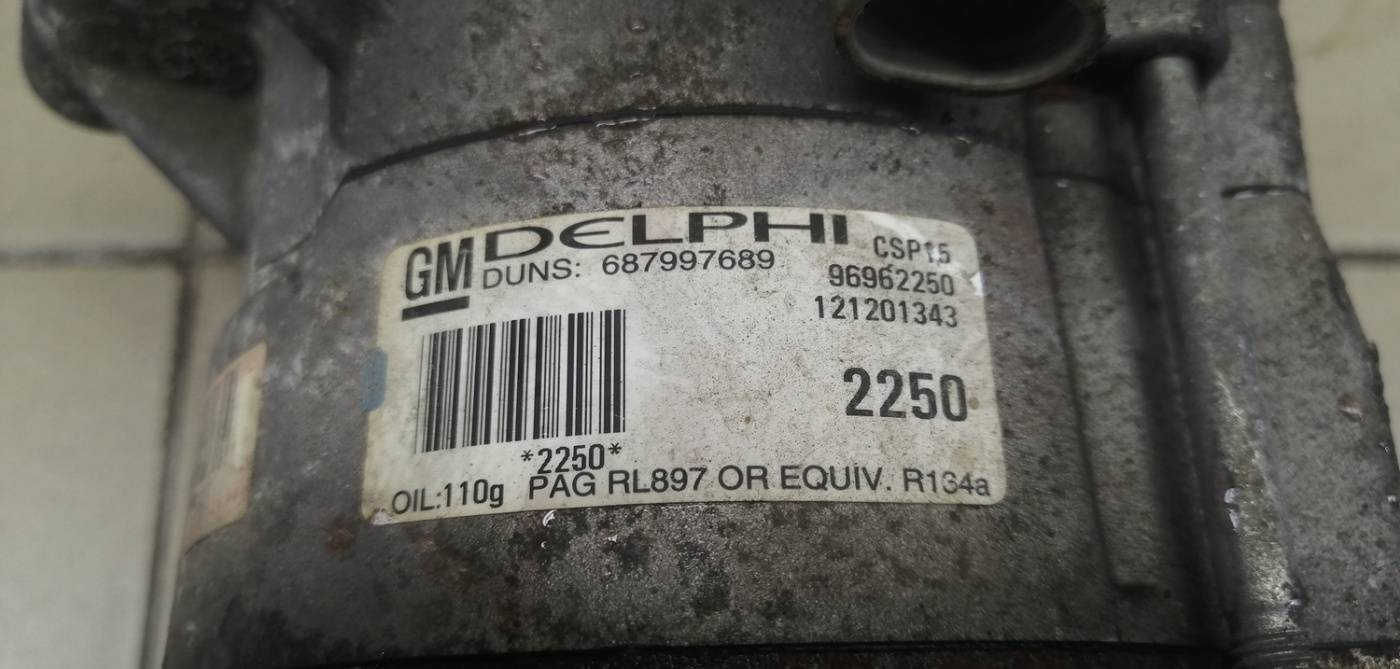 GM DELPHI
DUNS: 687997689
CSP15
96962250
121201343
2250
*2250*
OIL:110g PAG RL897 OR EQUIV. R134a